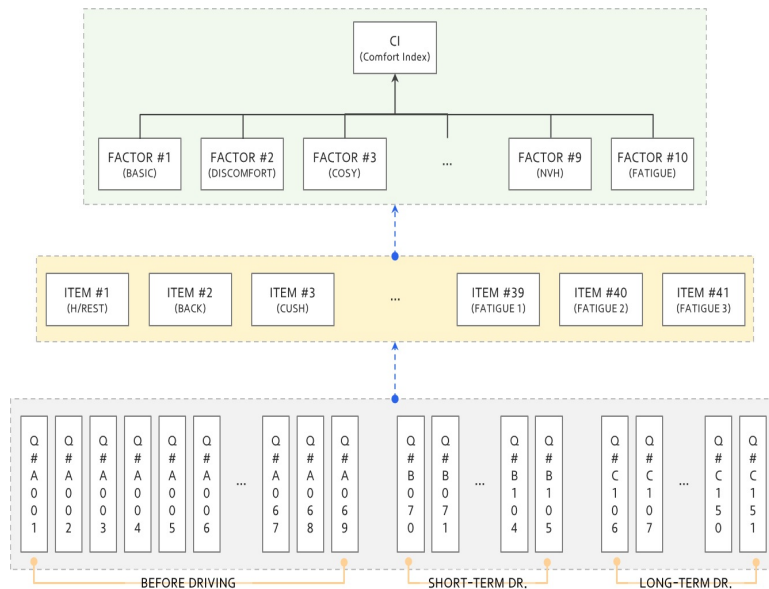 CI
(Comfort Index)
FACTOR #1
(BASIC)
FACTOR #2
(DISCOMFORT)
FACTOR #3
(COSY)
...
FACTOR #9
(NVH)
FACTOR #10
(FATIGUE)
ITEM #1
(H/REST)
ITEM #2
(BACK)
ITEM #3
(CUSH)
...
ITEM #39
(FATIGUE 1)
ITEM #40
(FATIGUE 2)
ITEM #41
(FATIGUE 3)
Q#A001
Q#A002
Q#A003
Q#A004
Q#A005
Q#A006
...
Q#A067
Q#A068
Q#A069
Q#B070
Q#B071
...
Q#B104
Q#B105
Q#C106
Q#C107
...
Q#C150
Q#C151
BEFORE DRIVING
SHORT-TERM DR.
LONG-TERM DR.